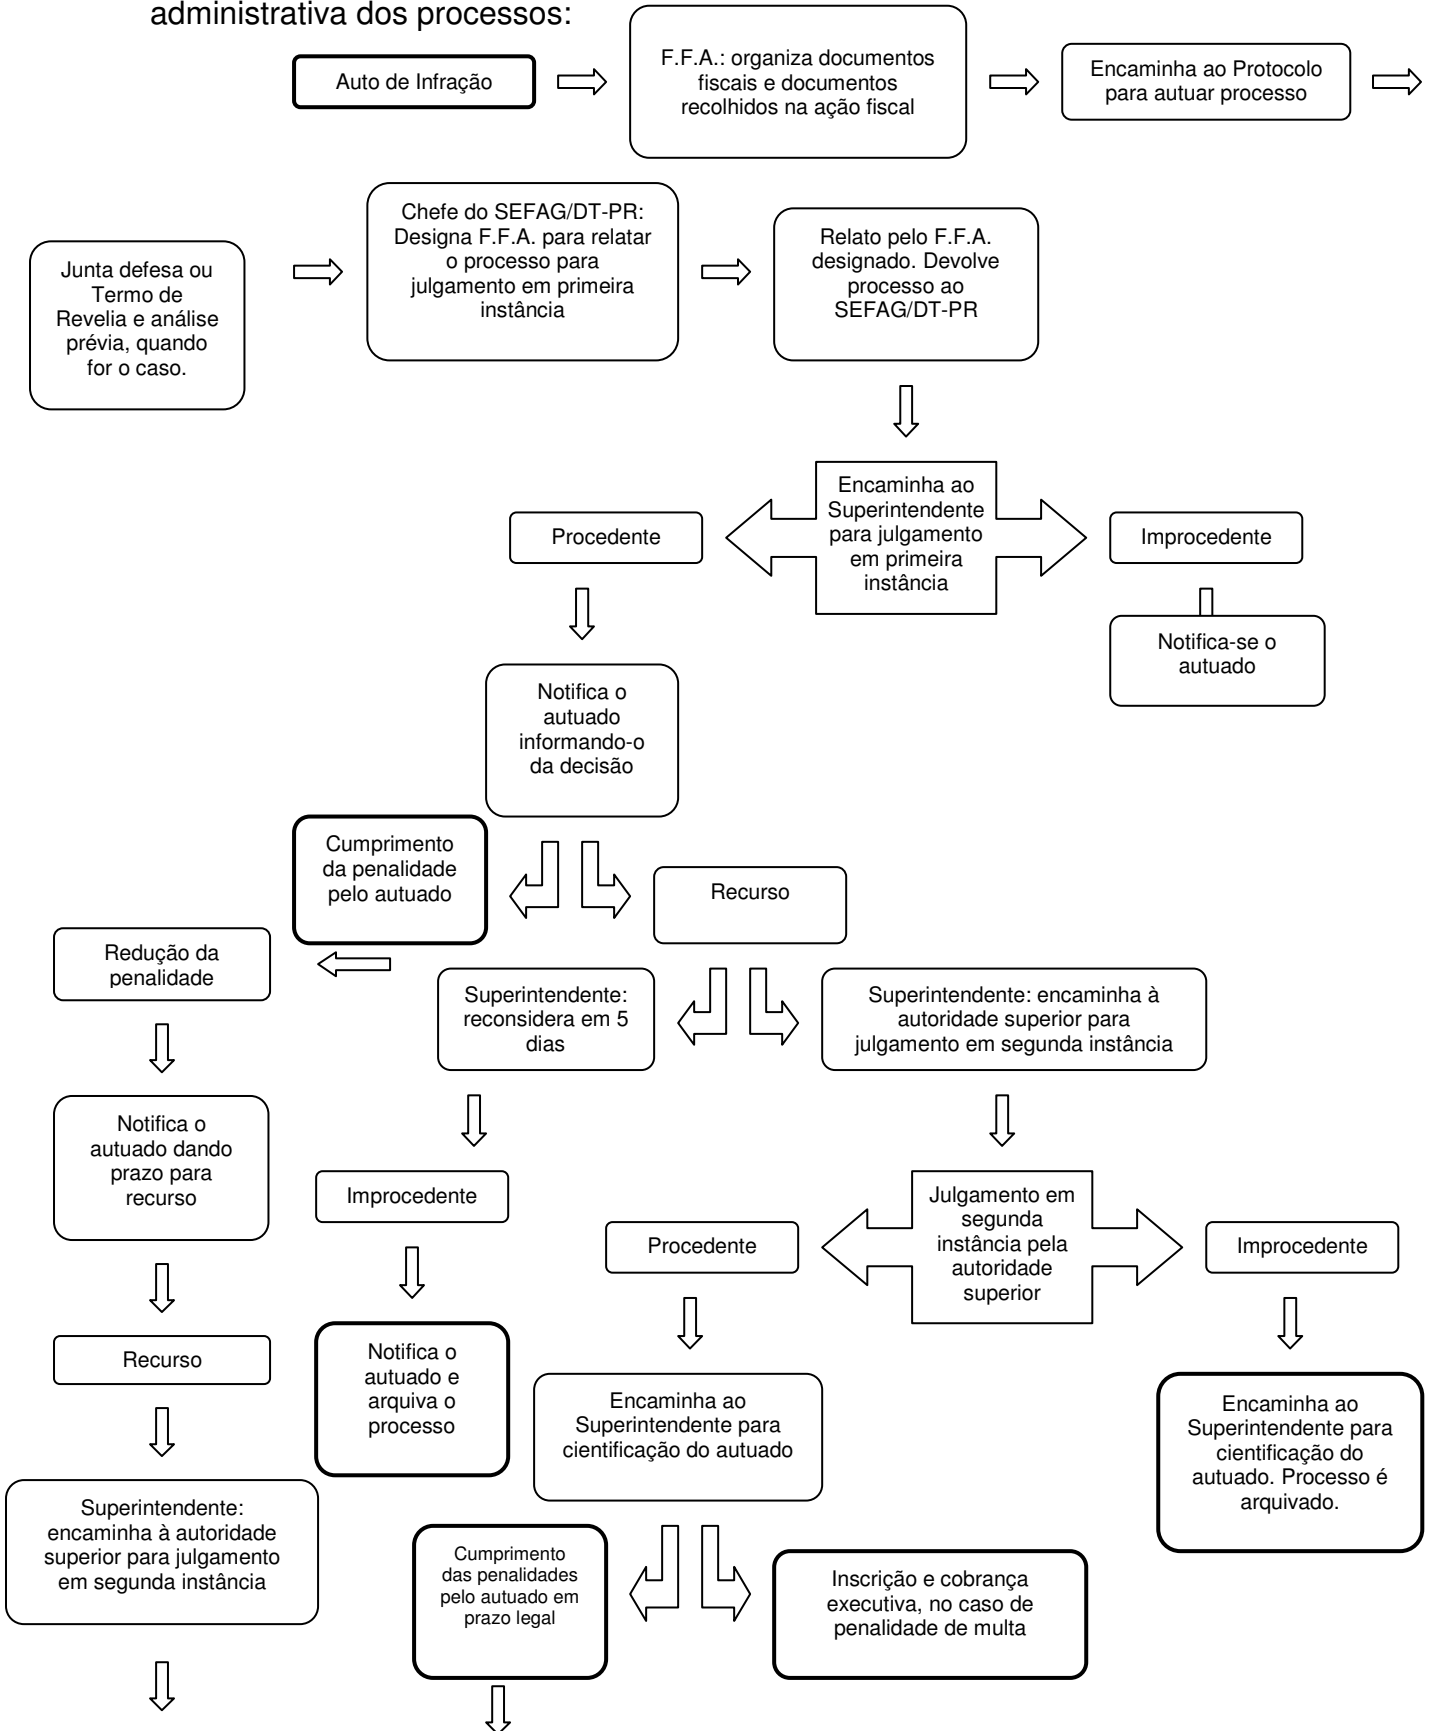 administrativa dos processos:
Auto de Infração
F.F.A.: organiza documentos
fiscais e documentos
recolhidos na ação fiscal
Encaminha ao Protocolo
para autuar processo
Junta defesa ou
Termo de
Revelia e análise
prévia, quando
for o caso.
Chefe do SEFAG/DT-PR:
Designa F.F.A. para relatar
o processo para
julgamento em primeira
instância
Relato pelo F.F.A.
designado. Devolve
processo ao
SEFAG/DT-PR
Encaminha ao
Superintendente
para julgamento
em primeira
instância
Procedente
Improcedente
Notifica-se o
autuado
Notifica o
autuado
informando-o
da decisão
Cumprimento
da penalidade
pelo autuado
Recurso
Redução da
penalidade
Superintendente:
reconsidera em 5
dias
Superintendente: encaminha à
autoridade superior para
julgamento em segunda instância
Notifica o
autuado dando
prazo para
recurso
Improcedente
Julgamento em
segunda
instância pela
autoridade
superior
Procedente
Improcedente
Recurso
Notifica o
autuado e
arquiva o
processo
Encaminha ao
Superintendente para
cientificação do autuado
Encaminha ao
Superintendente para
cientificação do
autuado. Processo é
arquivado.
Superintendente:
encaminha à autoridade
superior para julgamento
em segunda instância
Cumprimento
das penalidades
pelo autuado em
prazo legal
Inscrição e cobrança
executiva, no caso de
penalidade de multa